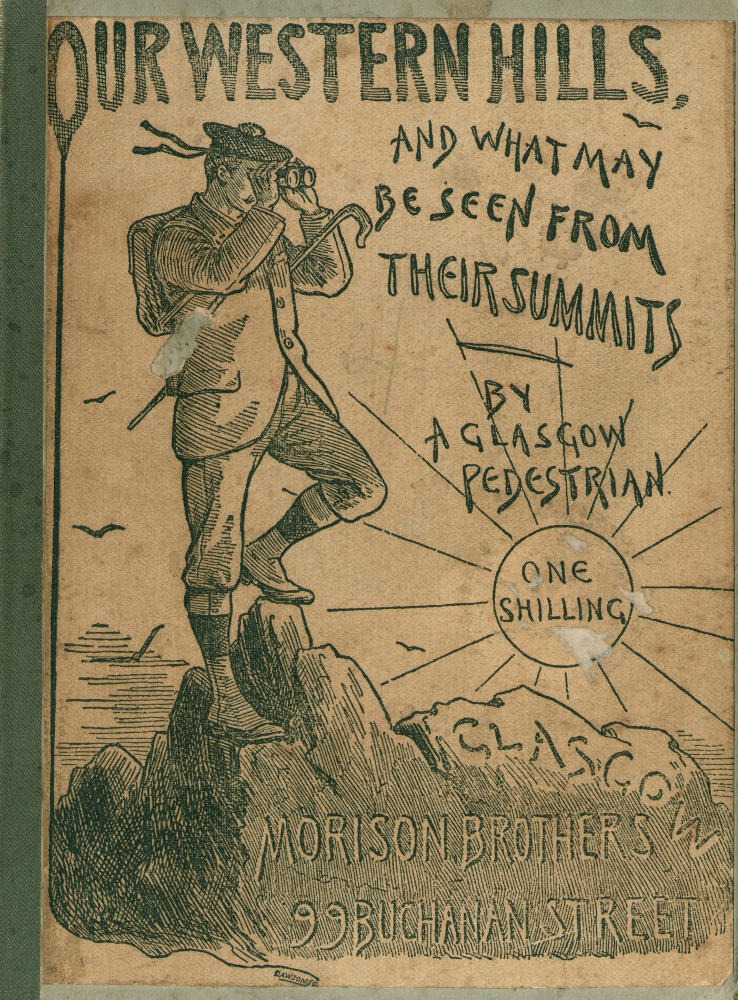 OUR WESTERN HILLS,
AND WHAT MAY
BE SEEN FROM
THEIR SUMMITS
BY
A GLASGOW
PEDESTRIAN.
ONE
SHILLING
GLASGOW
MORISON BROTHERS
99 BUCHANAN STREET